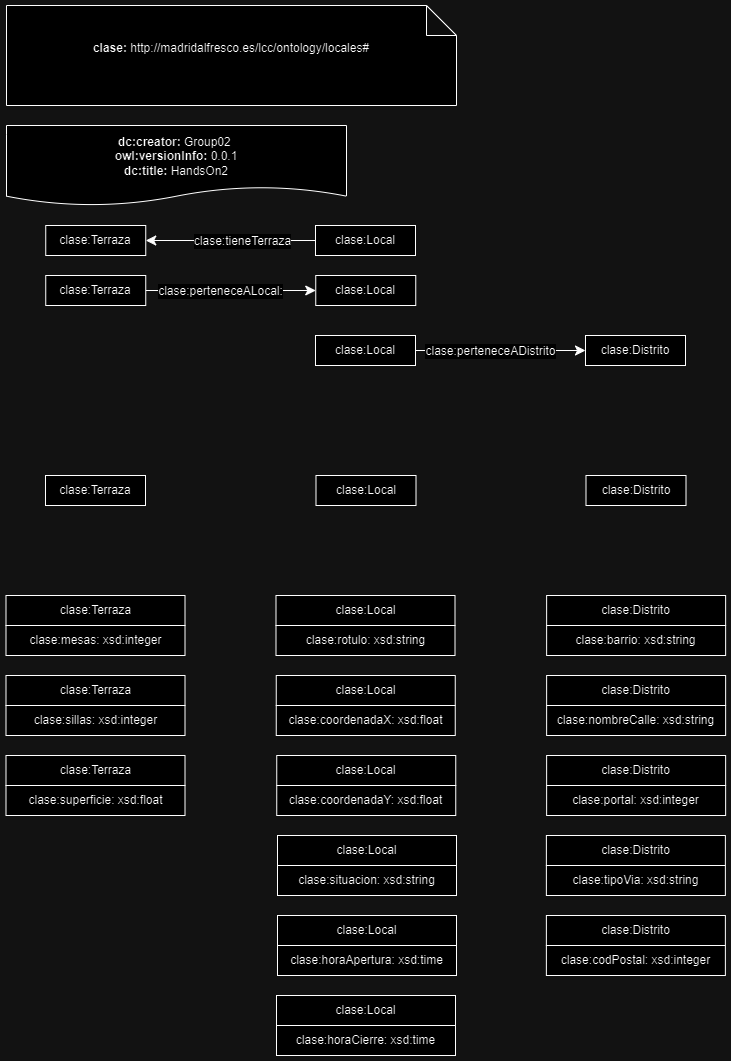 clase: http://madridalfresco.es/lcc/ontology/locales#
dc:creator: Group02
owl:versionInfo: 0.0.1
dc:title: HandsOn2
clase:Terraza clase:tieneTerraza clase:Local
clase:Terraza clase:perteneceALocal: clase:Local
clase:Local clase:perteneceADistrito clase:Distrito
clase:Terraza clase:Local clase:Distrito
clase:Terraza clase:Local clase:Distrito
clase:mesas: xsd:integer clase:rotulo: xsd:string clase:barrio: xsd:string
clase:Terraza clase:Local clase:Distrito
clase:sillas: xsd:integer clase:coordenadaX: xsd:float clase:nombreCalle: xsd:string
clase:Terraza clase:Local clase:Distrito
clase:superficie: xsd:float clase:coordenadaY: xsd:float clase:portal: xsd:integer
clase:Local clase:Distrito
clase:situacion: xsd:string clase:tipoVia: xsd:string
clase:Local clase:Distrito
clase:horaApertura: xsd:time clase:codPostal: xsd:integer
clase:Local
clase:horaCierre: xsd:time